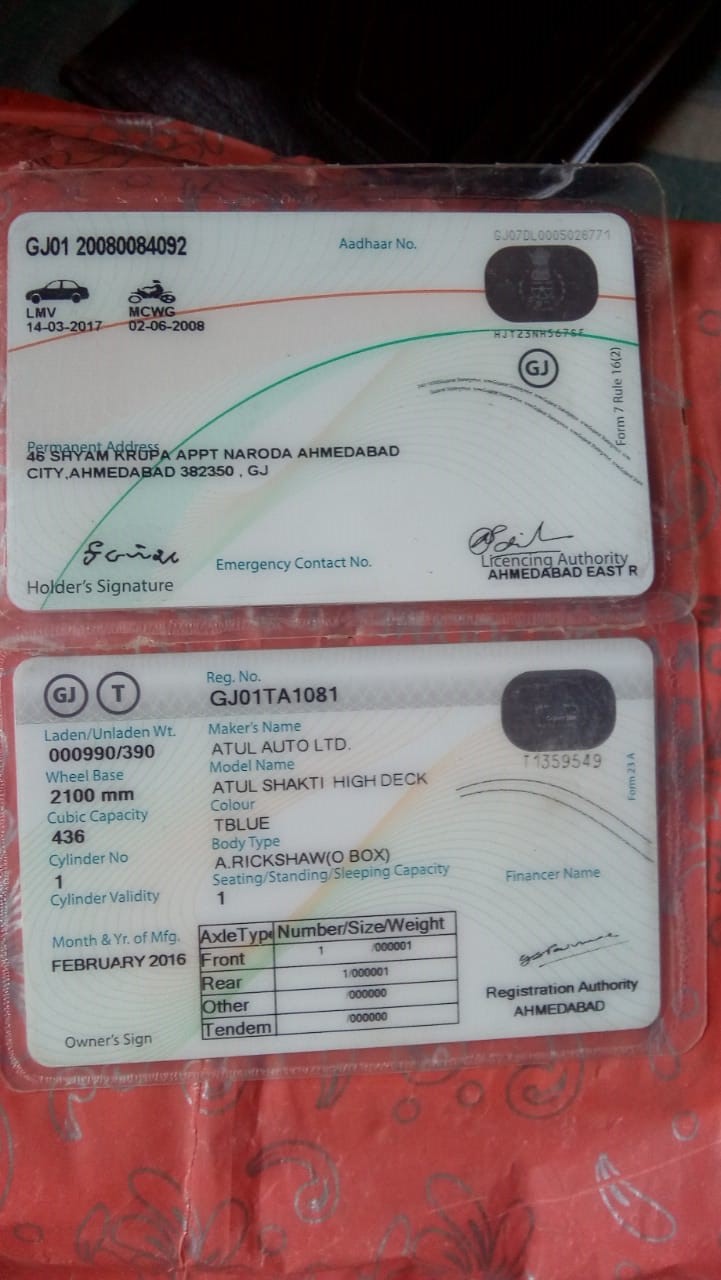 GJ01 20080084092
Aadhaar No.
GJ07DL0005026771
LMV
MCWG
14-03-2017
02-06-2008
GJ
Form 7 Rule 16(2)
Permanent Address
46 SHYAM KRUPA APPT NARODA AHMEDABAD
CITY,AHMEDABAD 382350 , GJ
Emergency Contact No.
Holder's Signature
Licencing Authority
AHMEDABAD EAST R
GJ T
Reg. No.
GJ01TA1081
Laden/Unladen Wt.
000990/390
Maker's Name
ATUL AUTO LTD.
Wheel Base
2100 mm
Model Name
ATUL SHAKTI HIGH DECK
T1359549
Form 23 A
Cubic Capacity
436
Colour
TBLUE
Cylinder No
1
Body Type
A.RICKSHAW(O BOX)
Cylinder Validity
Seating/Standing/Sleeping Capacity
1
Financer Name
Month & Yr. of Mfg.
FEBRUARY 2016
AxleType Number/Size/Weight
Front 1 /000001
Rear 1/000001
Other /000000
Tendem /000000
Registration Authority
AHMEDABAD
Owner's Sign